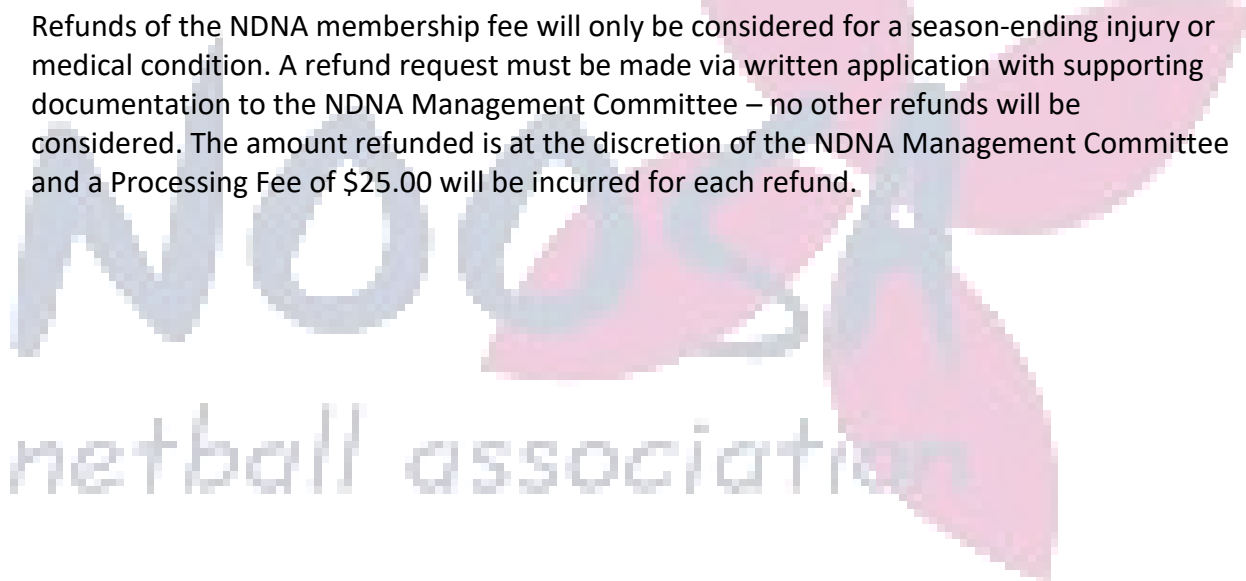 Refunds of the NDNA membership fee will only be considered for a season-ending injury or
medical condition. A refund request must be made via written application with supporting
documentation to the NDNA Management Committee – no other refunds will be
considered. The amount refunded is at the discretion of the NDNA Management Committee
and a Processing Fee of $25.00 will be incurred for each refund.
NOOSA
netball association